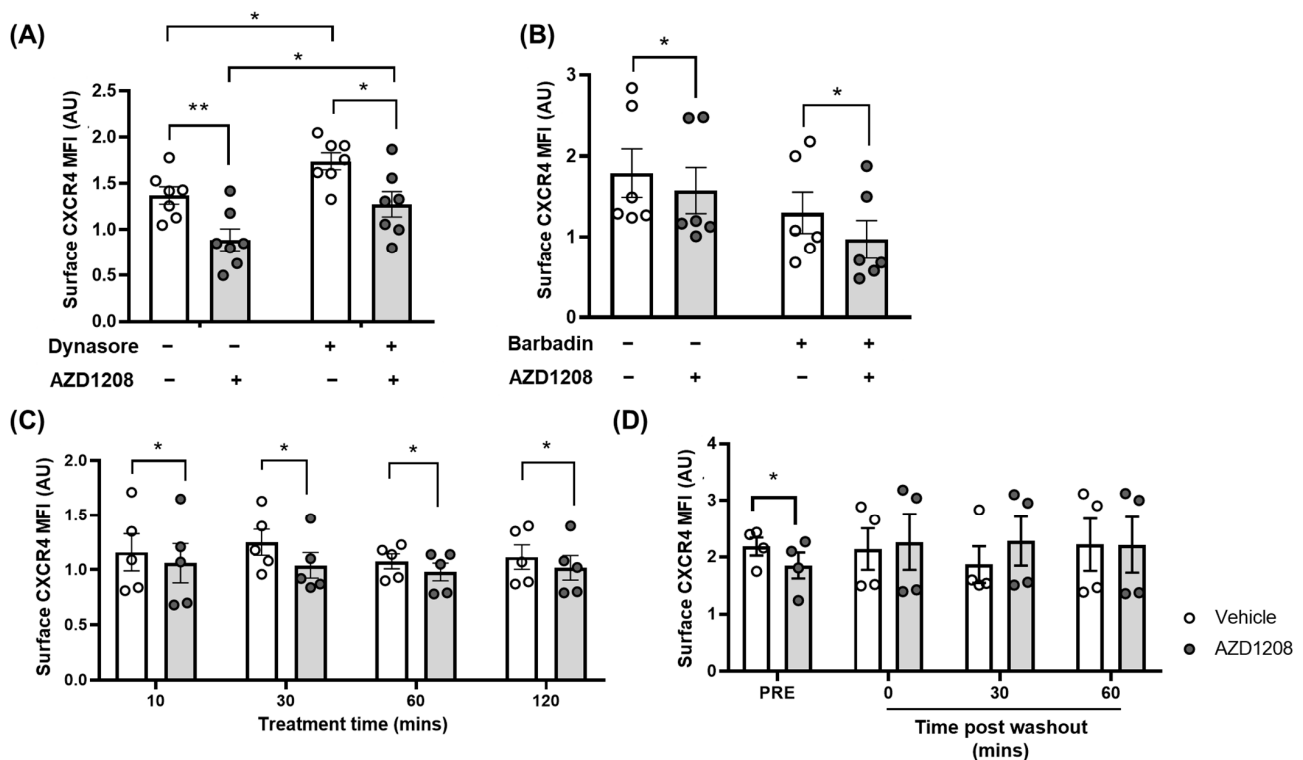 (A)
*
*
**
*
Surface CXCR4 MFI (AU)
2.5
2.0
1.5
1.0
0.5
0.0
Dynasore − − + +
AZD1208 − + − +
(B)
*
*
Surface CXCR4 MFI (AU)
3
2
1
0
Barbadin − − + +
AZD1208 − + − +
(C)
* * * *
Surface CXCR4 MFI (AU)
2.0
1.5
1.0
0.5
0.0
10 30 60 120
Treatment time (mins)
(D)
*
Surface CXCR4 MFI (AU)
4
3
2
1
0
PRE 0 30 60
Time post washout
(mins)
Vehicle
AZD1208